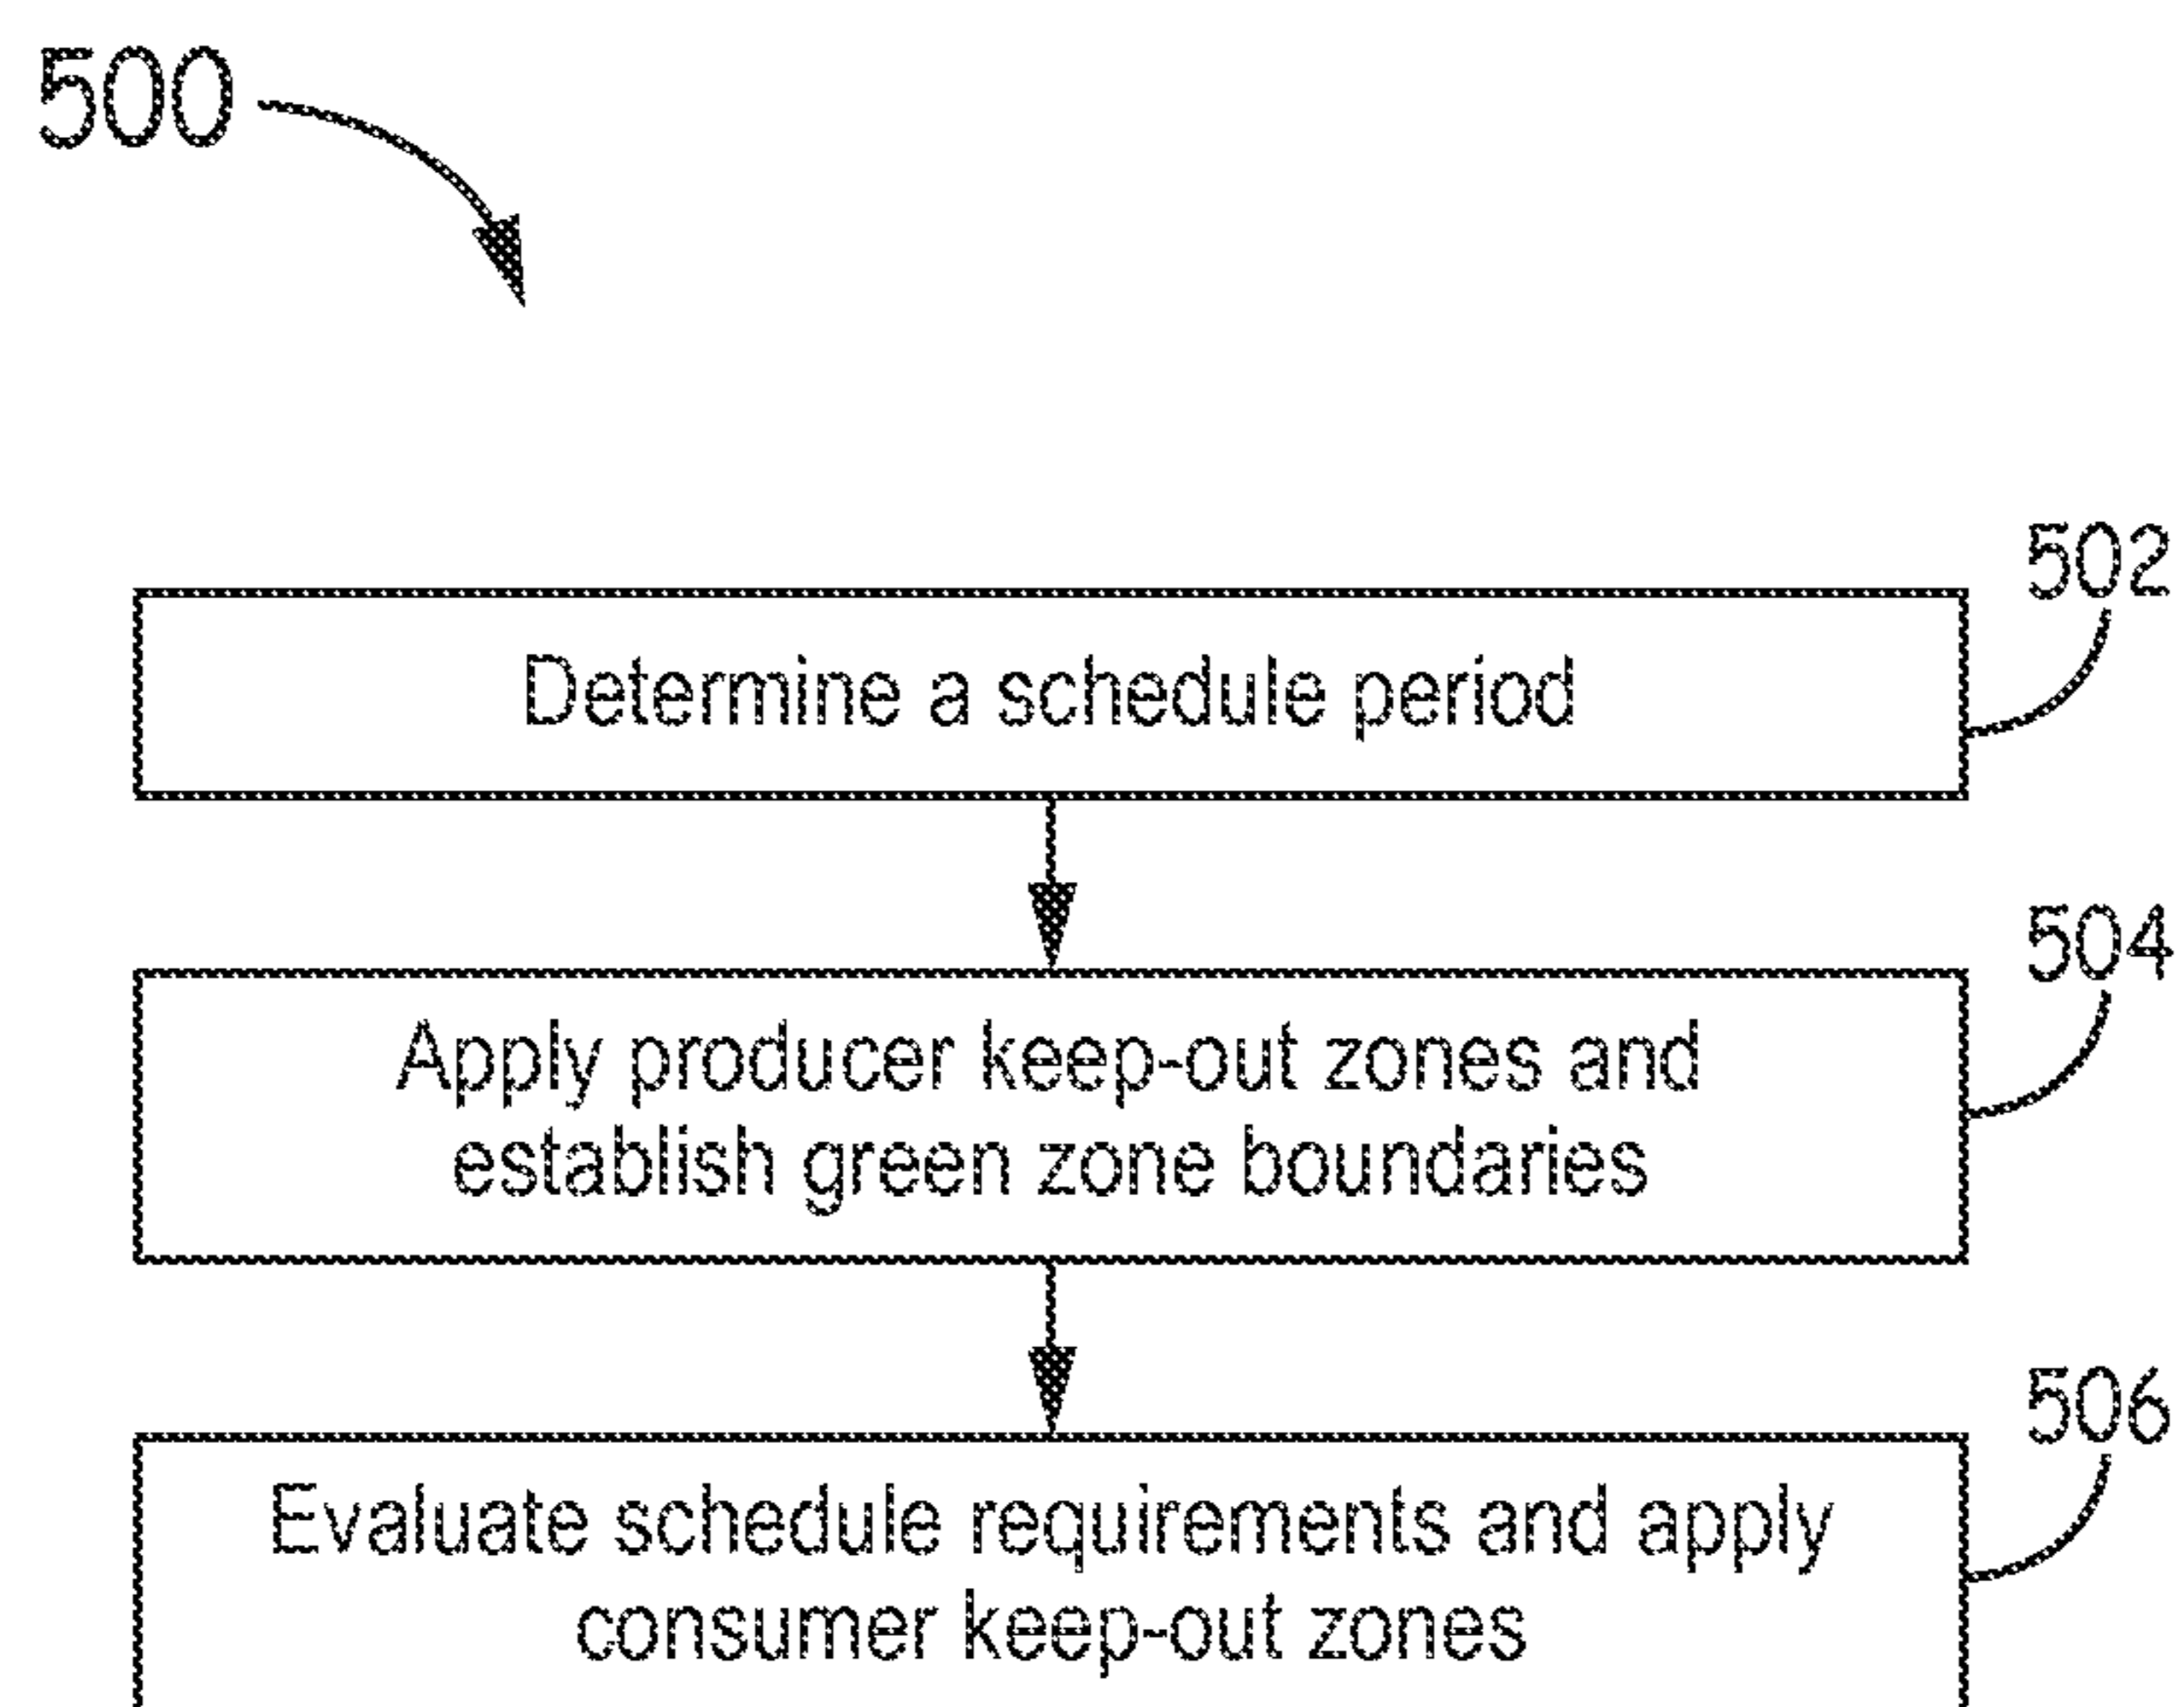 500
502
Determine a schedule period
504
Apply producer keep-out zones and
establish green zone boundaries
506
Evaluate schedule requirements and apply
consumer keep-out zones